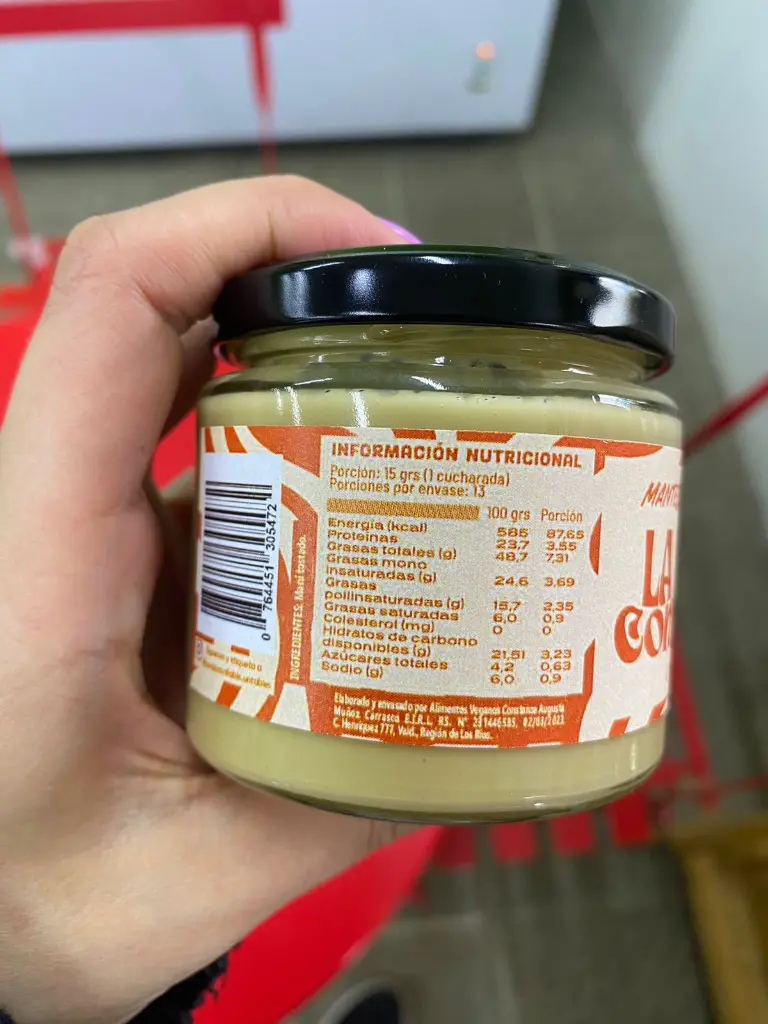 INFORMACIÓN NUTRICIONAL
Porción: 15 grs (1 cucharada)
Porciones por envase: 13
100 grs Porción
Energía (kcal) 585 87,65
Proteínas 23,7 3,55
Grasas totales (g) 48,7 7,31
Grasas mono
insaturadas (g) 24,6 3,69
Grasas
poliinsaturadas (g) 15,7 2,35
Grasas saturadas 6,0 0,9
Colesterol (mg) 0 0
Hidratos de carbono
disponibles (g) 21,51 3,23
Azúcares totales 4,2 0,63
Sodio (g) 6,0 0,9
Elaborado y envasado por Alimentos Veganos Constanza Augusta
Muñoz Carrasco E.I.R.L. RS. N° 231446535, 02/03/2023.
C. Henríquez 777, Vald., Región de Los Ríos.
INGREDIENTES: Maní tostado.
0 764451 305472
MANTE
LA
CO